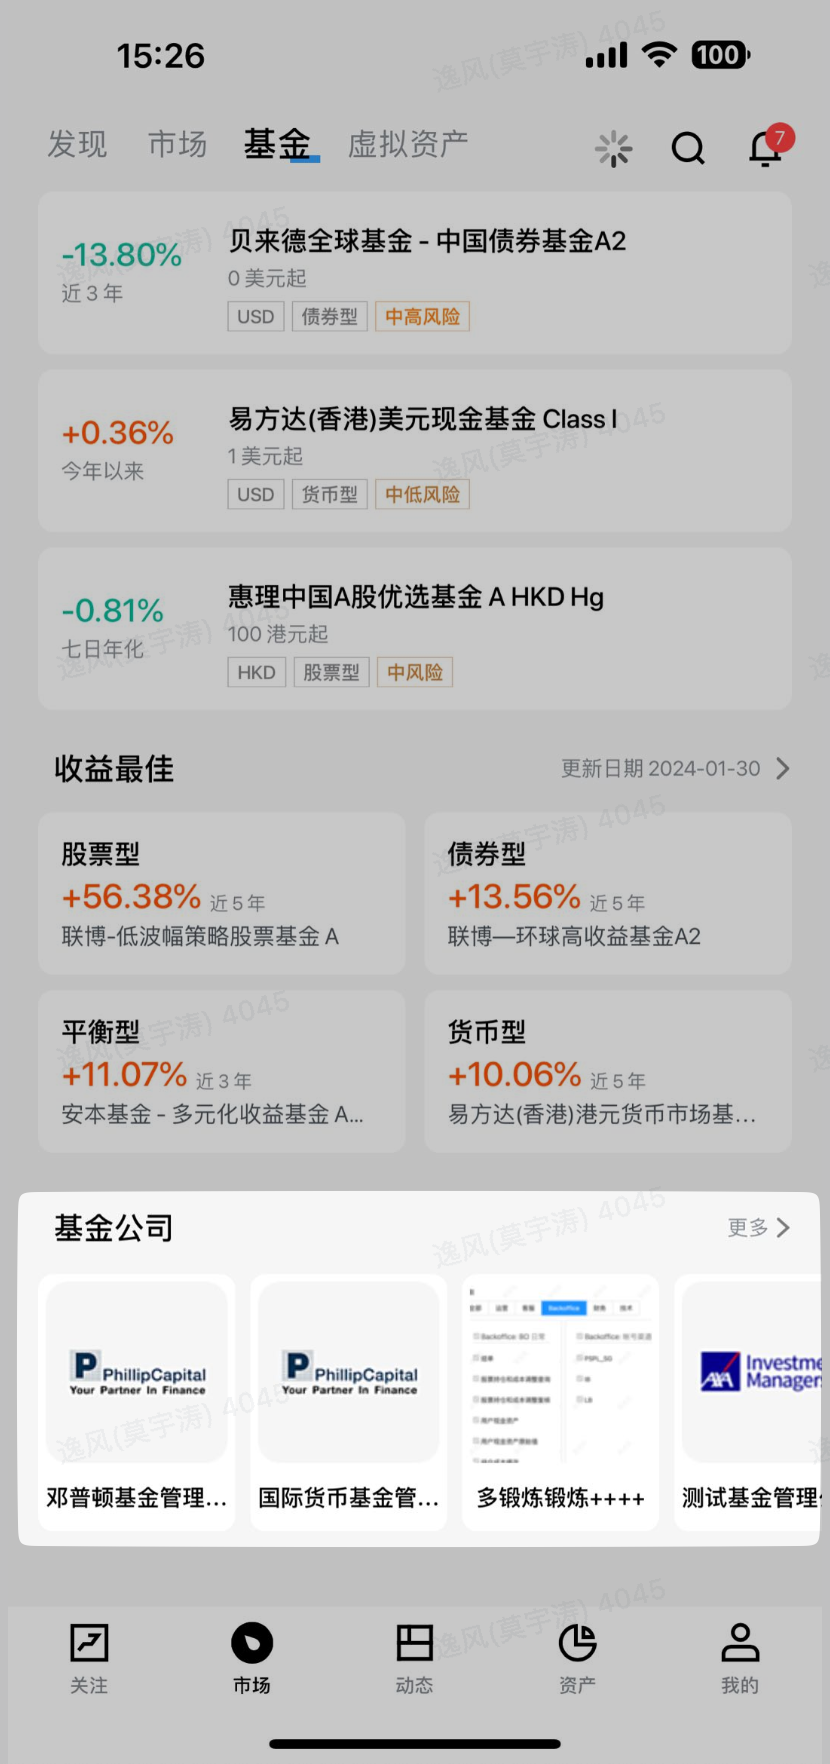 15:26
100
发现 市场 基金 虚拟资产
7
-13.80%
近3年
贝来德全球基金 - 中国债券基金A2
0 美元起
USD 债券型 中高风险
+0.36%
今年以来
易方达(香港)美元现金基金 Class I
1 美元起
USD 货币型 中低风险
-0.81%
七日年化
惠理中国A股优选基金 A HKD Hg
100 港元起
HKD 股票型 中风险
收益最佳
更新日期 2024-01-30
股票型
+56.38% 近5年
联博-低波幅策略股票基金 A
债券型
+13.56% 近5年
联博—环球高收益基金A2
平衡型
+11.07% 近3年
安本基金 - 多元化收益基金 A...
货币型
+10.06% 近5年
易方达(香港)港元货币市场基...
基金公司
更多
PhillipCapital
Your Partner In Finance
邓普顿基金管理...
PhillipCapital
Your Partner In Finance
国际货币基金管...
Backoffice
多锻炼锻炼++++
AXA
Investme
Manager
测试基金管理
关注 市场 动态 资产 我的
逸风(莫宇涛) 4045